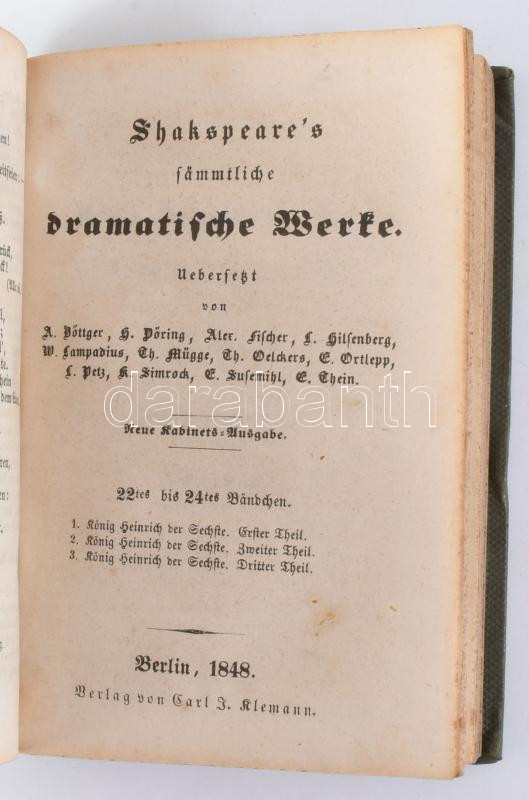 Shakspeare's
sämmtliche
dramatische Werke.
Uebersetzt
von
A. Böttger, H. Döring, Alex. Fischer, L. Hilsenberg,
W. Lampadius, Th. Mügge, Th. Oelckers, E. Ortlepp,
L. Petz, K. Simrock, E. Susemihl, E. Thein.
Neue Kabinets-Ausgabe.
22tes bis 24tes Bändchen.
1. König Heinrich der Sechste. Erster Theil.
2. König Heinrich der Sechste. Zweiter Theil.
3. König Heinrich der Sechste. Dritter Theil.
Berlin, 1848.
Verlag von Carl J. Klemann.
darabanth